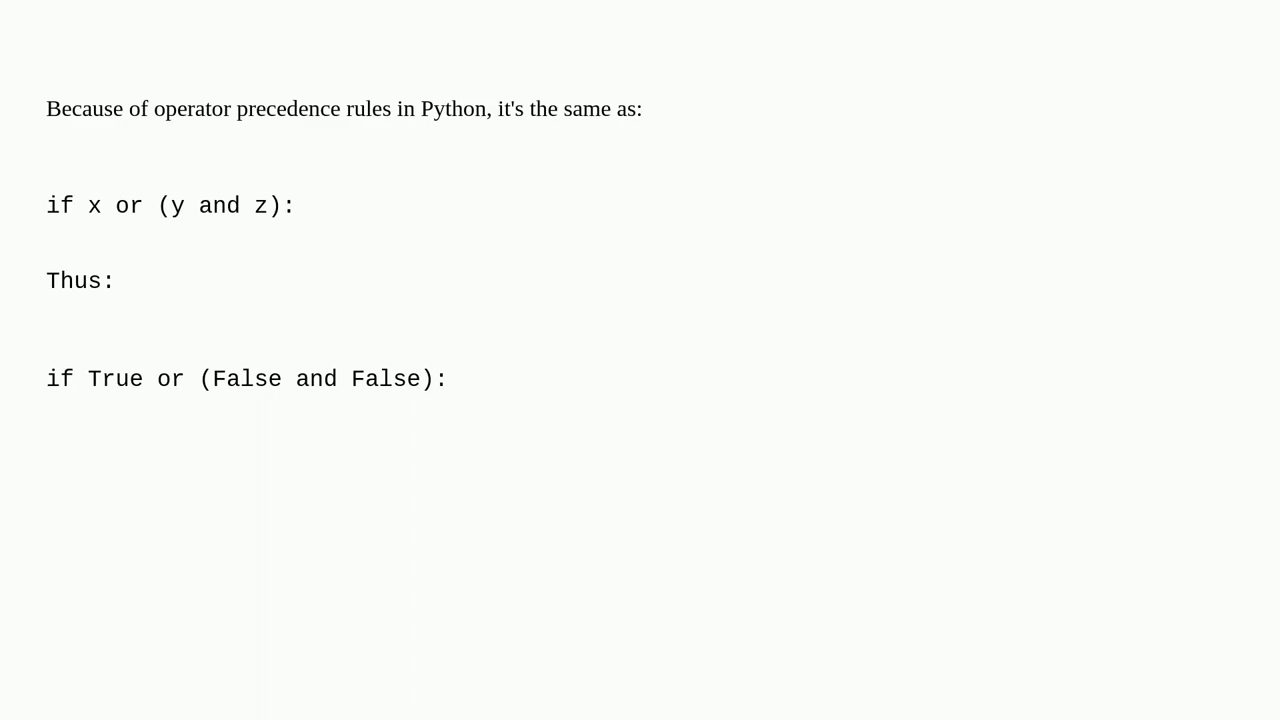 Because of operator precedence rules in Python, it's the same as:
if x or (y and z):
Thus:
if True or (False and False):